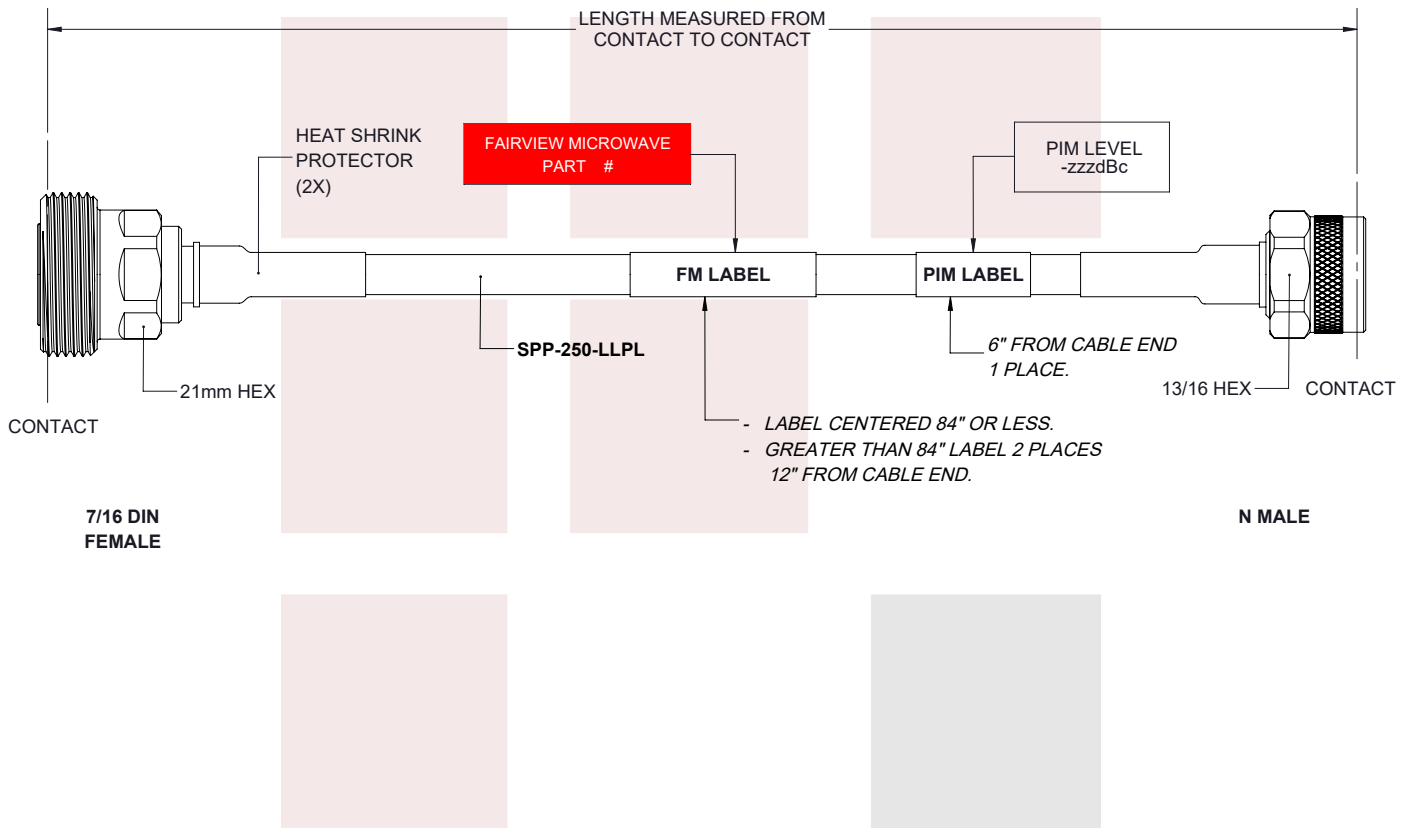 LENGTH MEASURED FROM
CONTACT TO CONTACT
HEAT SHRINK
PROTECTOR
(2X)
FAIRVIEW MICROWAVE
PART #
PIM LEVEL
-zzzdBc
FM LABEL
PIM LABEL
SPP-250-LLPL
6" FROM CABLE END
1 PLACE.
21mm HEX
13/16 HEX
CONTACT
CONTACT
- LABEL CENTERED 84" OR LESS.
- GREATER THAN 84" LABEL 2 PLACES
12" FROM CABLE END.
7/16 DIN
FEMALE
N MALE